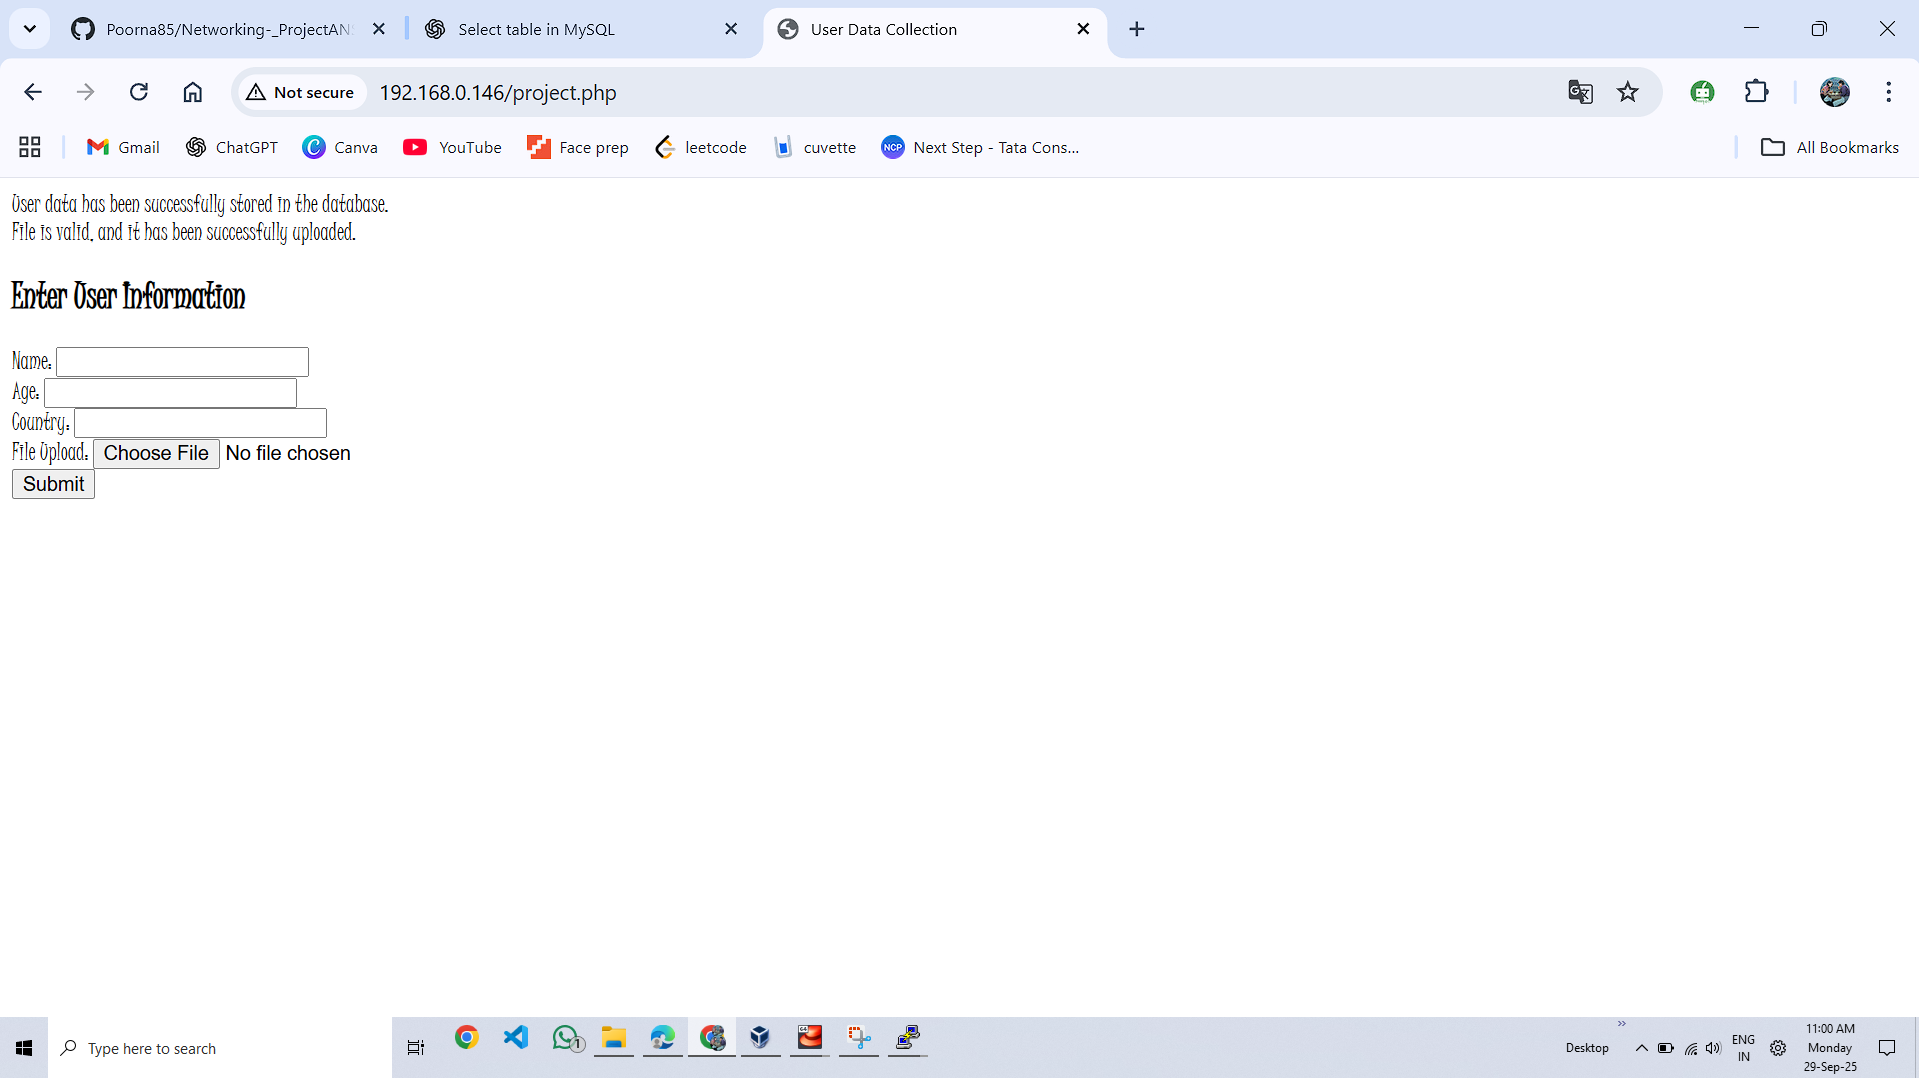 Poorna85/Networking-_ProjectAN
Select table in MySQL
User Data Collection
Not secure
192.168.0.146/project.php
Gmail
ChatGPT
Canva
YouTube
Face prep
leetcode
cuvette
NCP
Next Step - Tata Cons...
All Bookmarks
User data has been successfully stored in the database.
File is valid, and it has been successfully uploaded.
Enter User Information
Name:
Age:
Country:
File Upload: Choose File No file chosen
Submit
Type here to search
1
64
Desktop
ENG
IN
11:00 AM
Monday
29-Sep-25